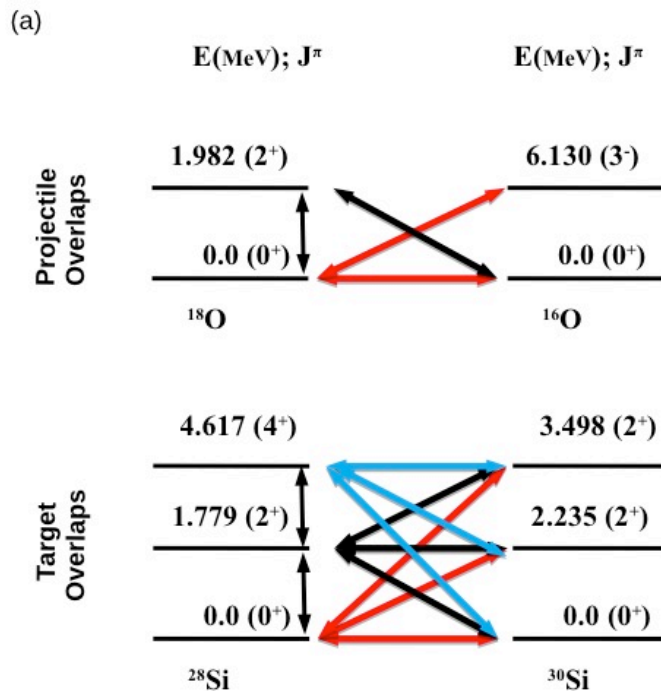 (a)
E(MeV); Jπ E(MeV); Jπ
Projectile Overlaps
1.982 (2+) 6.130 (3-)
0.0 (0+) 0.0 (0+)
18O 16O
Target Overlaps
4.617 (4+) 3.498 (2+)
1.779 (2+) 2.235 (2+)
0.0 (0+) 0.0 (0+)
28Si 30Si